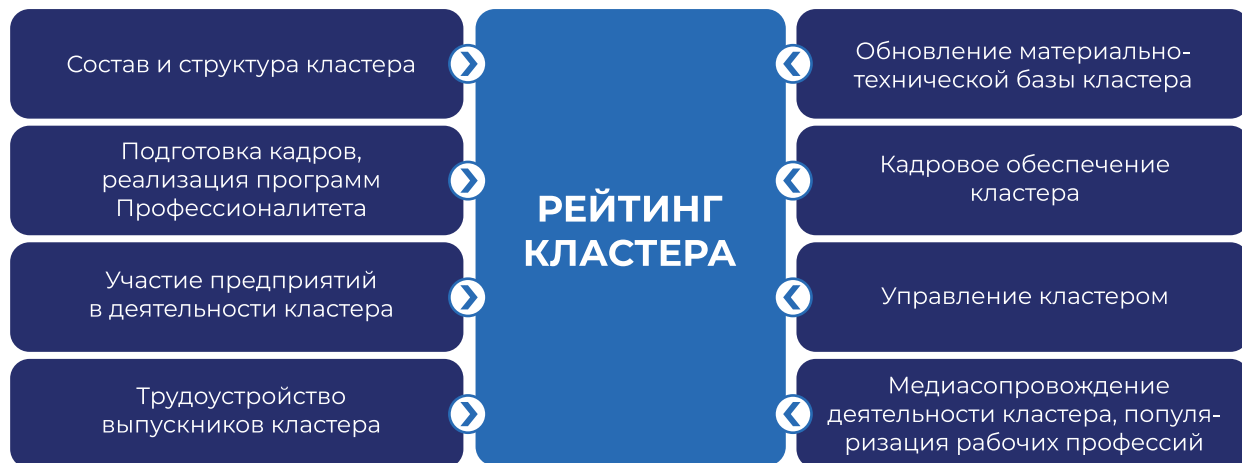 Состав и структура кластера
Подготовка кадров,
реализация программ
Профессионалитета
Участие предприятий
в деятельности кластера
Трудоустройство
выпускников кластера
РЕЙТИНГ
КЛАСТЕРА
Обновление материально-
технической базы кластера
Кадровое обеспечение
кластера
Управление кластером
Медиасопровождение
деятельности кластера, популя-
ризация рабочих профессий